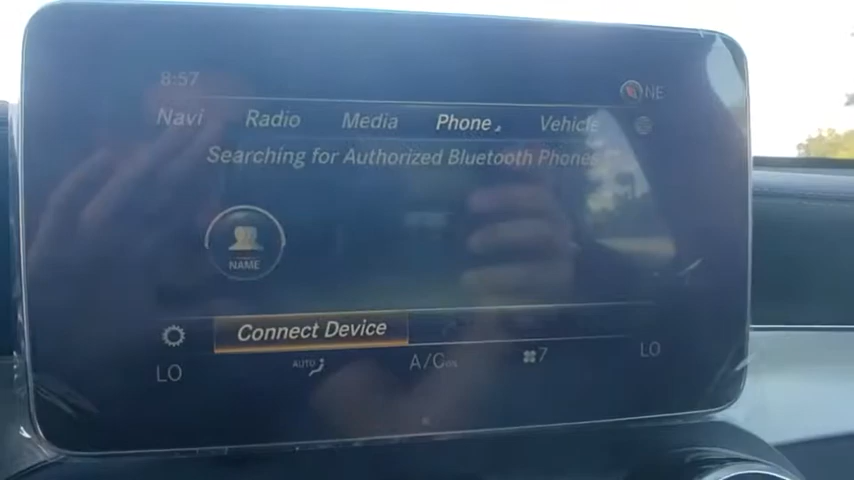 8:57
NE
Navi Radio Media Phone Vehicle
Searching for Authorized Bluetooth Phones
NAME
Connect Device
LO AUTO A/C 7 LO